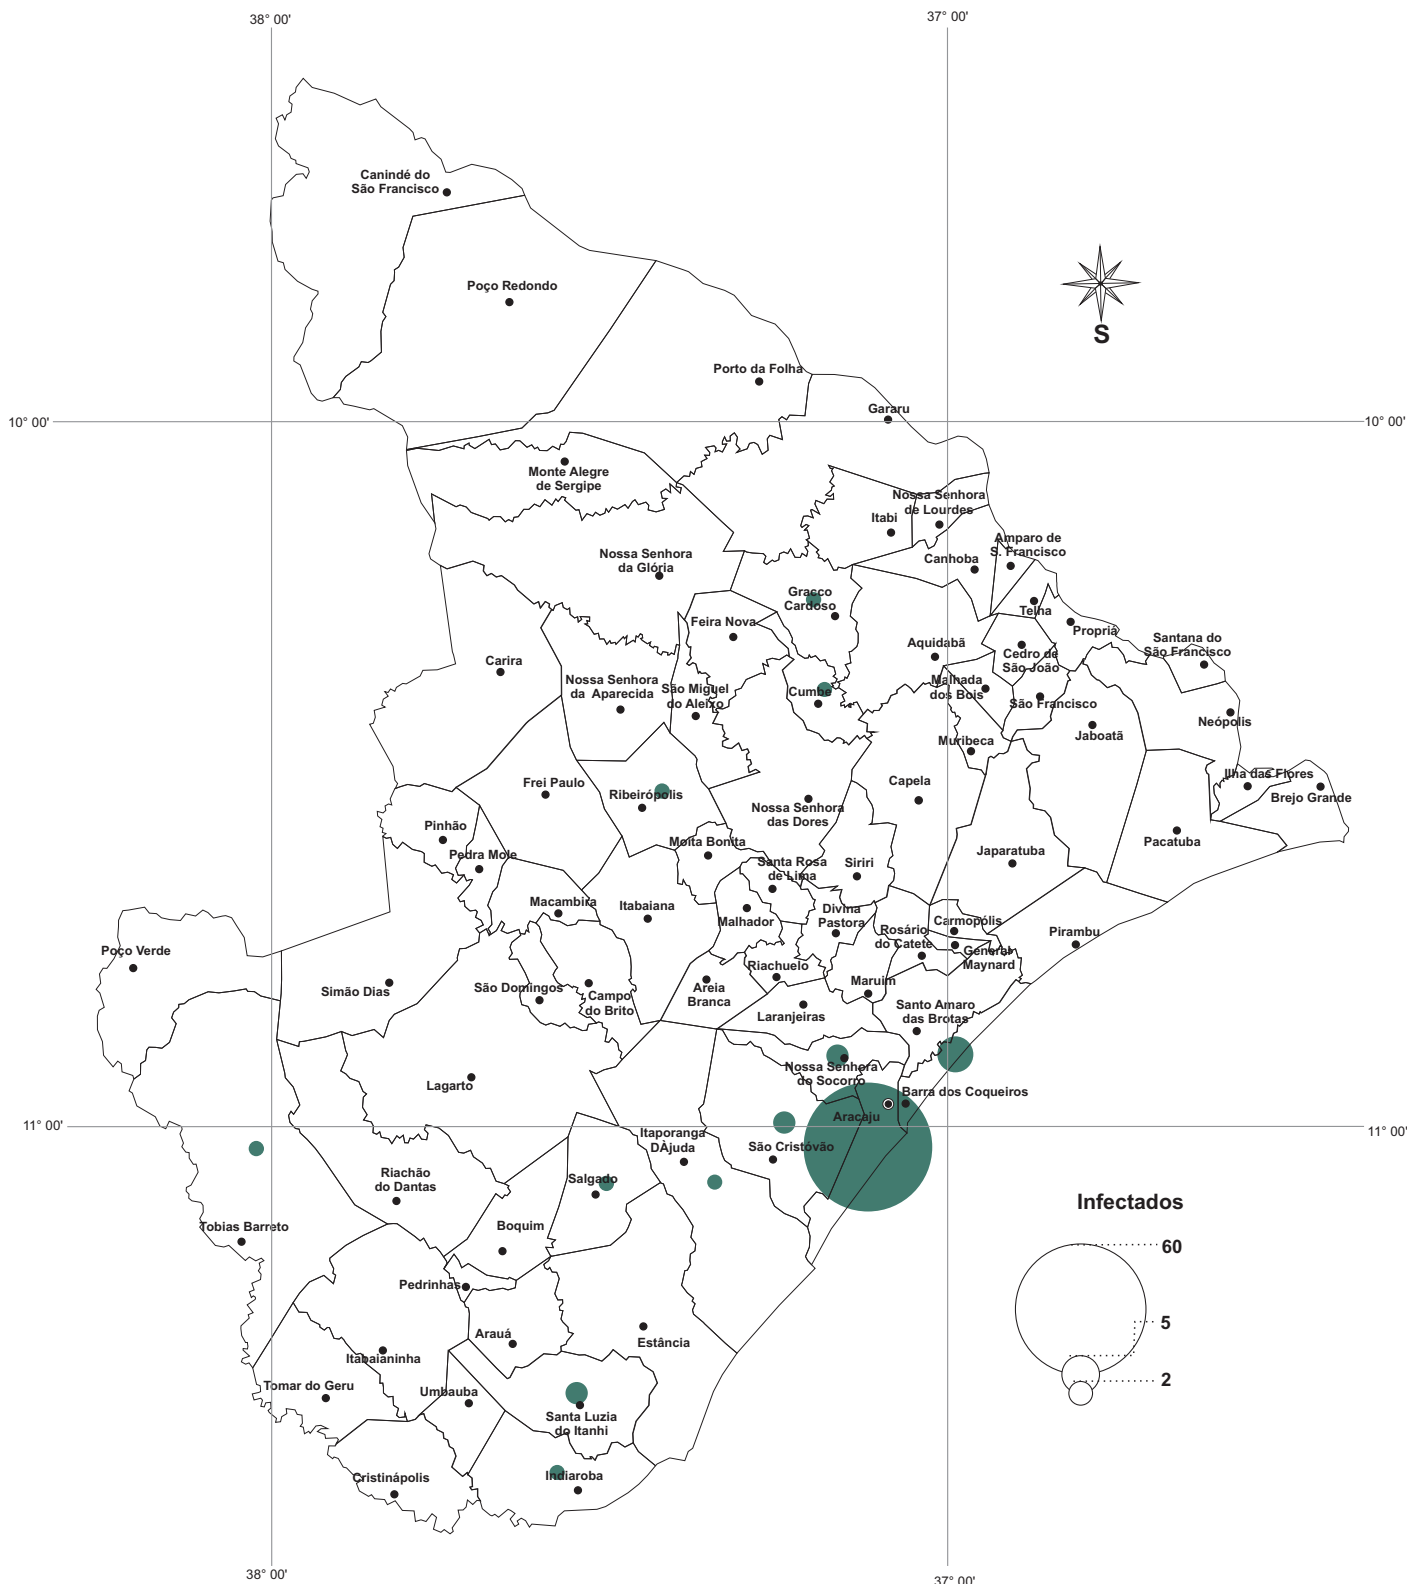 38° 00'
37° 00'
Canindé do
São Francisco
Poço Redondo
S
Porto da Folha
Gararu
10° 00'
10° 00'
Monte Alegre
de Sergipe
Nossa Senhora
de Lourdes
Itabi
Amparo de
S. Francisco
Nossa Senhora
da Glória
Canhoba
Gracco
Cardoso
Telha
Feira Nova
Propriá
Santana do
São Francisco
Aquidabã
Cedro de
São João
Carira
Nossa Senhora
da Aparecida
São Miguel
do Aleixo
Cumbe
Malhada
dos Bois
São Francisco
Neópolis
Jaboatã
Muribeca
Frei Paulo
Ribeirópolis
Capela
Ilha das Flores
Brejo Grande
Nossa Senhora
das Dores
Pinhão
Pedra Mole
Moita Bonita
Santa Rosa
de Lima
Siriri
Japaratuba
Pacatuba
Macambira
Itabaiana
Malhador
Divina
Pastora
Carmopólis
Rosário
do Catete
General
Maynard
Pirambu
Poço Verde
Simão Dias
São Domingos
Campo
do Brito
Areia
Branca
Riachuelo
Maruim
Laranjeiras
Santo Amaro
das Brotas
Lagarto
Nossa Senhora
do Socorro
Barra dos Coqueiros
Aracaju
11° 00'
11° 00'
Itaporanga
DÀjuda
São Cristóvão
Riachão
do Dantas
Salgado
Tobias Barreto
Boquim
Infectados
60
Pedrinhas
5
Arauá
Estância
Itabaianinha
2
Tomar do Geru
Umbauba
Santa Luzia
do Itanhi
Cristinápolis
Indiaroba
38° 00'
37° 00'